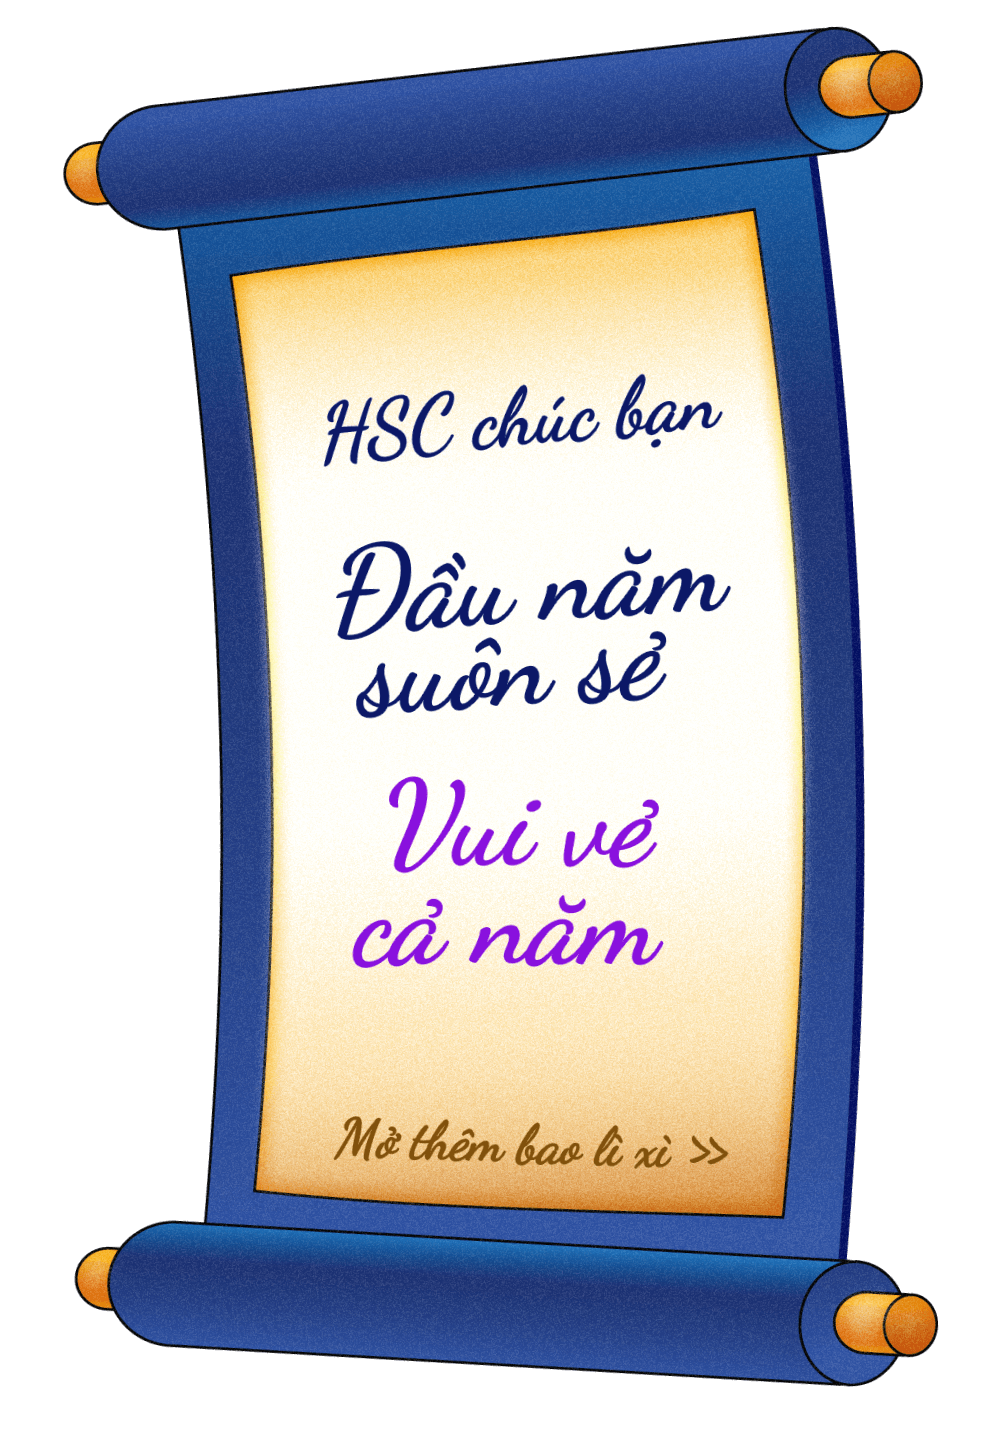 HSC chúc bạn
Đầu năm
suôn sẻ
Vui vẻ
cả năm
Mở thêm bao lì xì >>